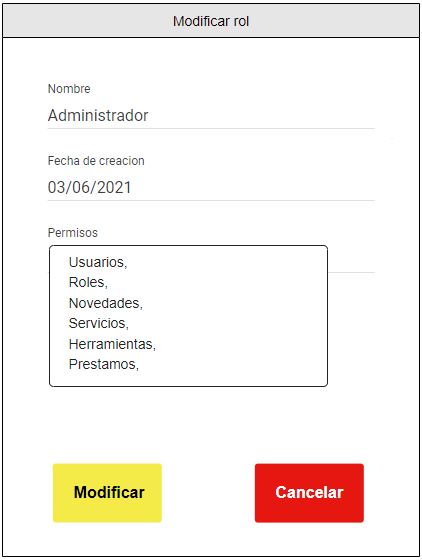 Modificar rol
Nombre
Administrador
Fecha de creacion
03/06/2021
Permisos
Usuarios,
Roles,
Novedades,
Servicios,
Herramientas,
Prestamos,
Modificar
Cancelar